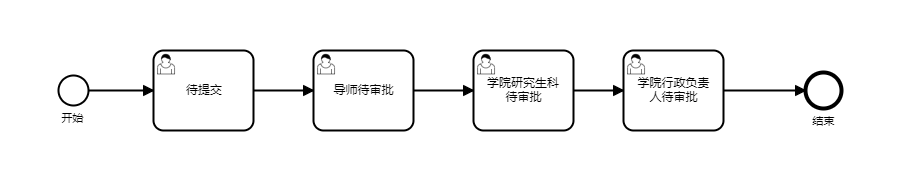 开始
待提交
导师待审批
学院研究生科
待审批
学院行政负责
人待审批
结束